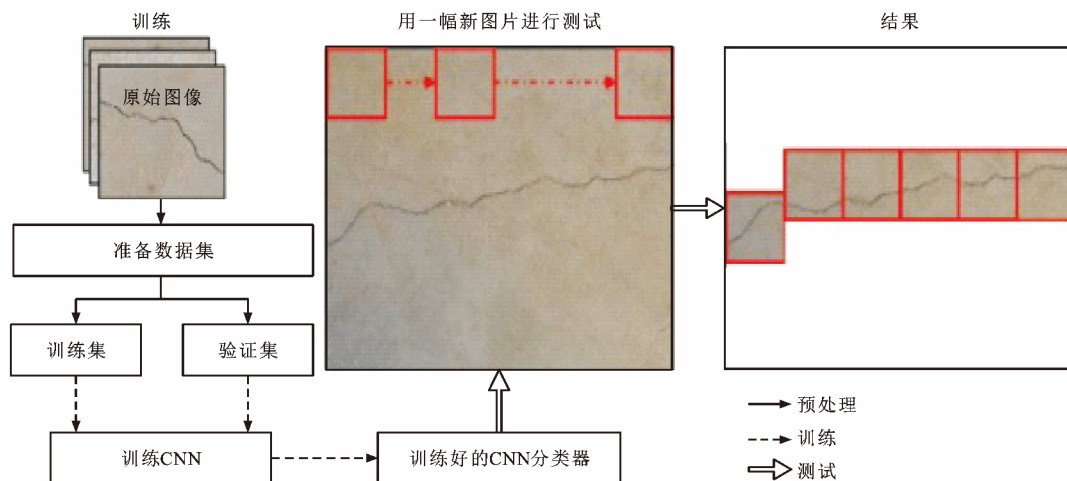 训练
用一幅新图片进行测试
结果
原始图像
准备数据集
训练集
验证集
训练CNN
训练好的CNN分类器
预处理
训练
测试